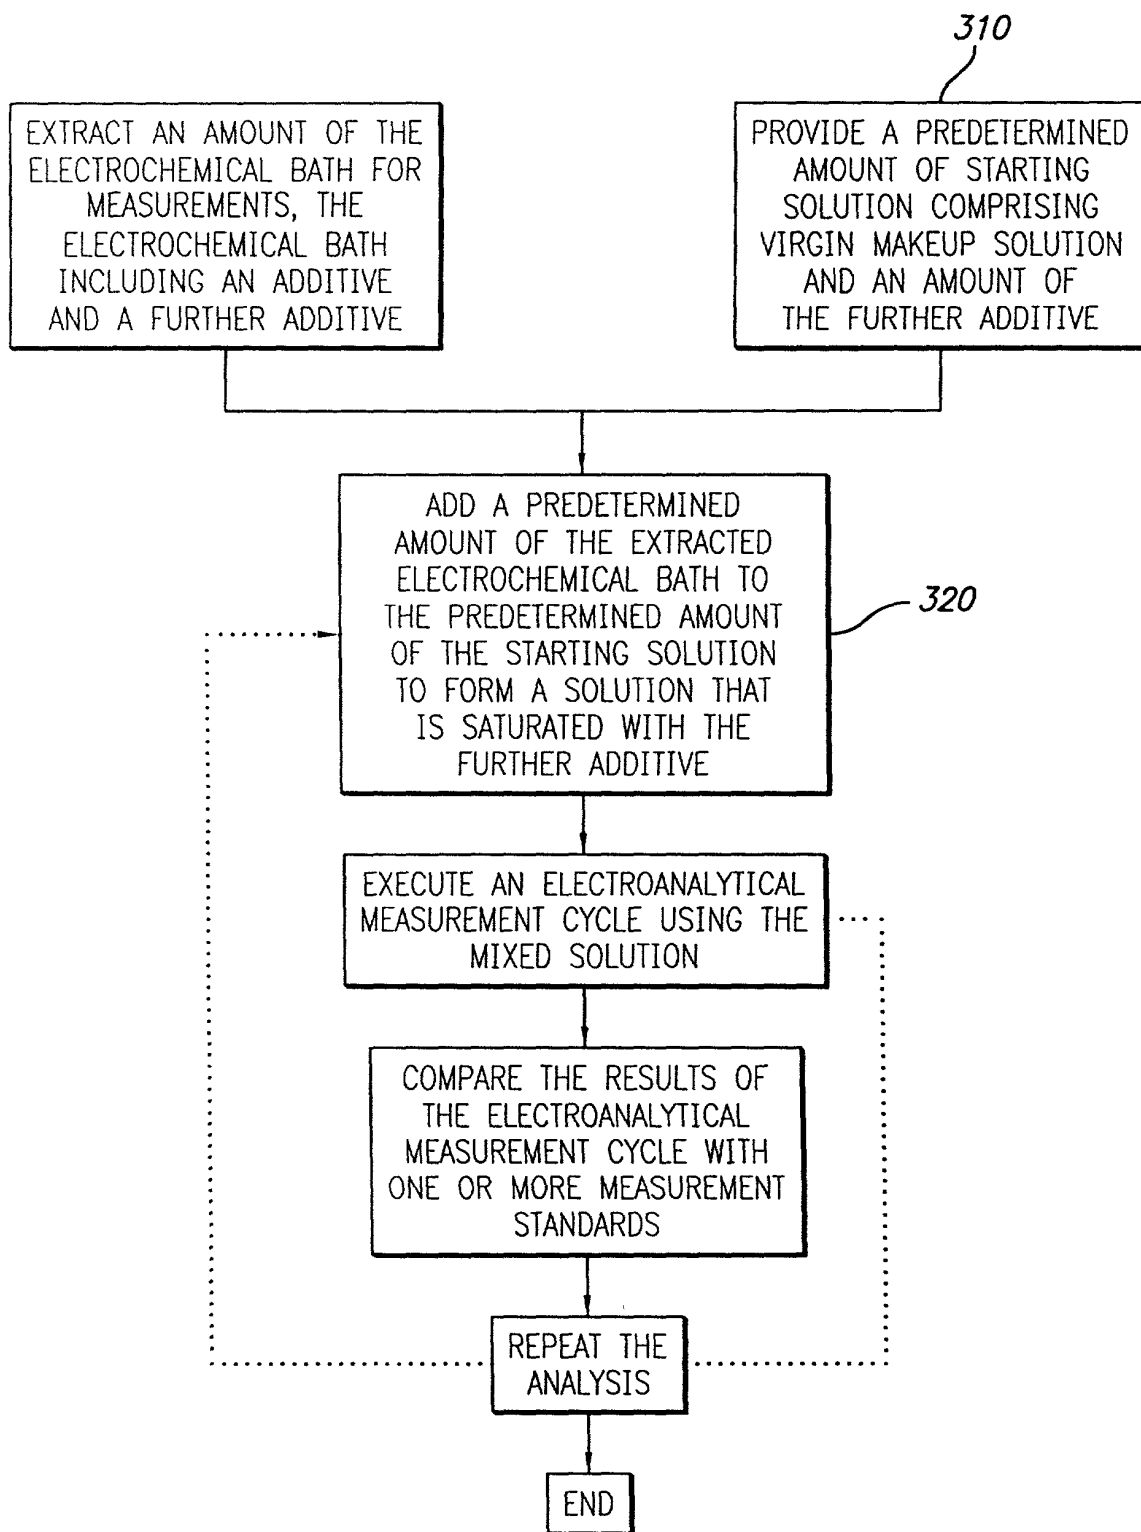 310
EXTRACT AN AMOUNT OF THE
ELECTROCHEMICAL BATH FOR
MEASUREMENTS, THE
ELECTROCHEMICAL BATH
INCLUDING AN ADDITIVE
AND A FURTHER ADDITIVE
PROVIDE A PREDETERMINED
AMOUNT OF STARTING
SOLUTION COMPRISING
VIRGIN MAKEUP SOLUTION
AND AN AMOUNT OF
THE FURTHER ADDITIVE
ADD A PREDETERMINED
AMOUNT OF THE EXTRACTED
ELECTROCHEMICAL BATH TO
THE PREDETERMINED AMOUNT
OF THE STARTING SOLUTION
TO FORM A SOLUTION THAT
IS SATURATED WITH THE
FURTHER ADDITIVE
320
EXECUTE AN ELECTROANALYTICAL
MEASUREMENT CYCLE USING THE
MIXED SOLUTION
COMPARE THE RESULTS OF
THE ELECTROANALYTICAL
MEASUREMENT CYCLE WITH
ONE OR MORE MEASUREMENT
STANDARDS
REPEAT THE
ANALYSIS
END